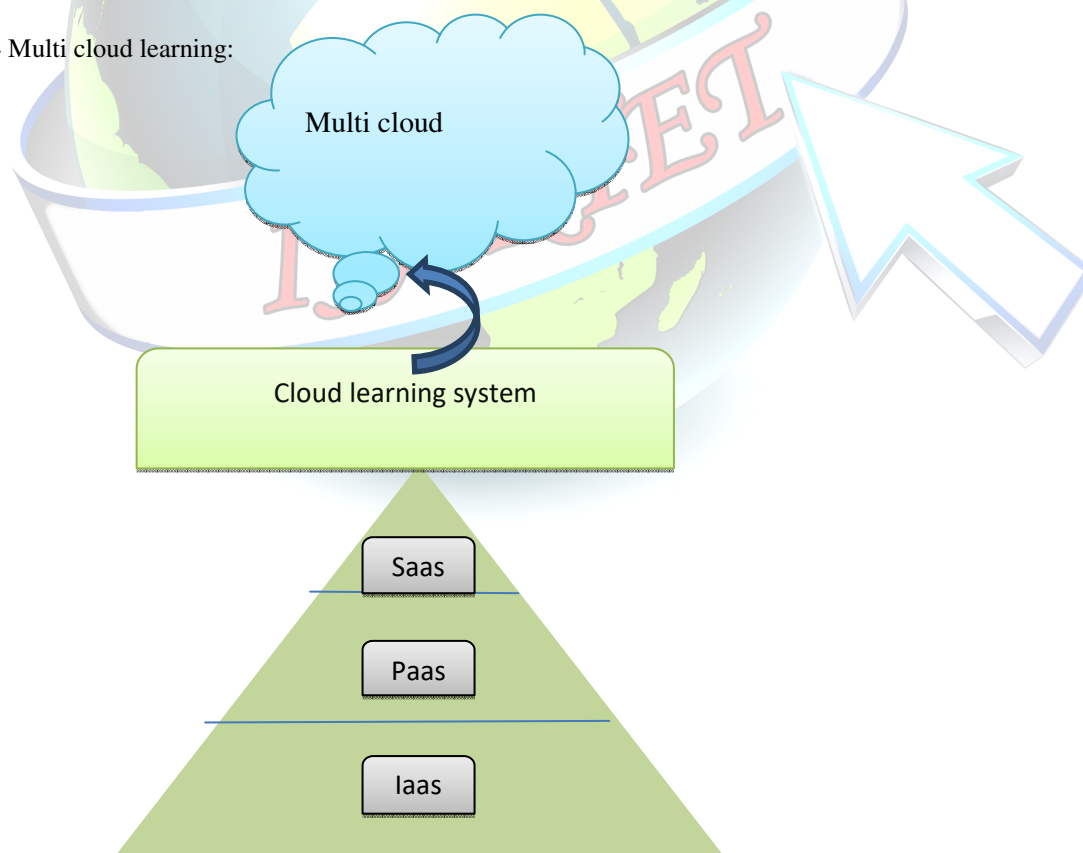 Multi cloud learning:
Multi cloud
Cloud learning system
Saas
Paas
Iaas